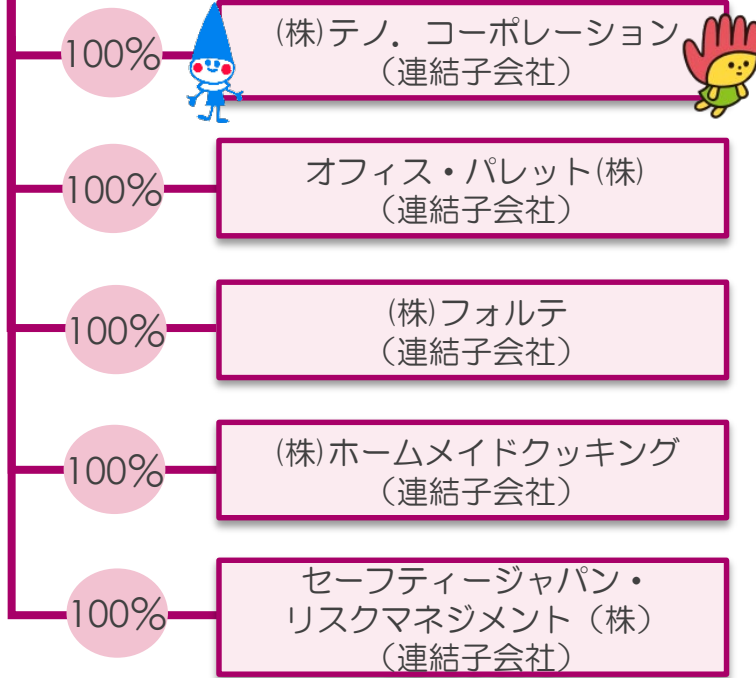 100%
(株)テノ．コーポレーション
（連結子会社）
100%
オフィス・パレット(株)
（連結子会社）
100%
(株)フォルテ
（連結子会社）
100%
(株)ホームメイドクッキング
（連結子会社）
100%
セーフティージャパン・
リスクマネジメント（株）
（連結子会社）